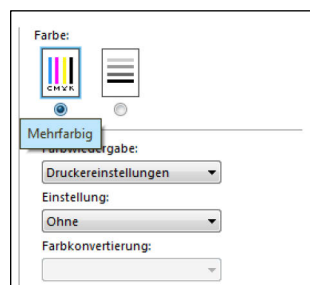 Farbe:
CMYK
Mehrfarbig
Farbwiedergabe:
Druckereinstellungen
Einstellung:
Ohne
Farbkonvertierung: